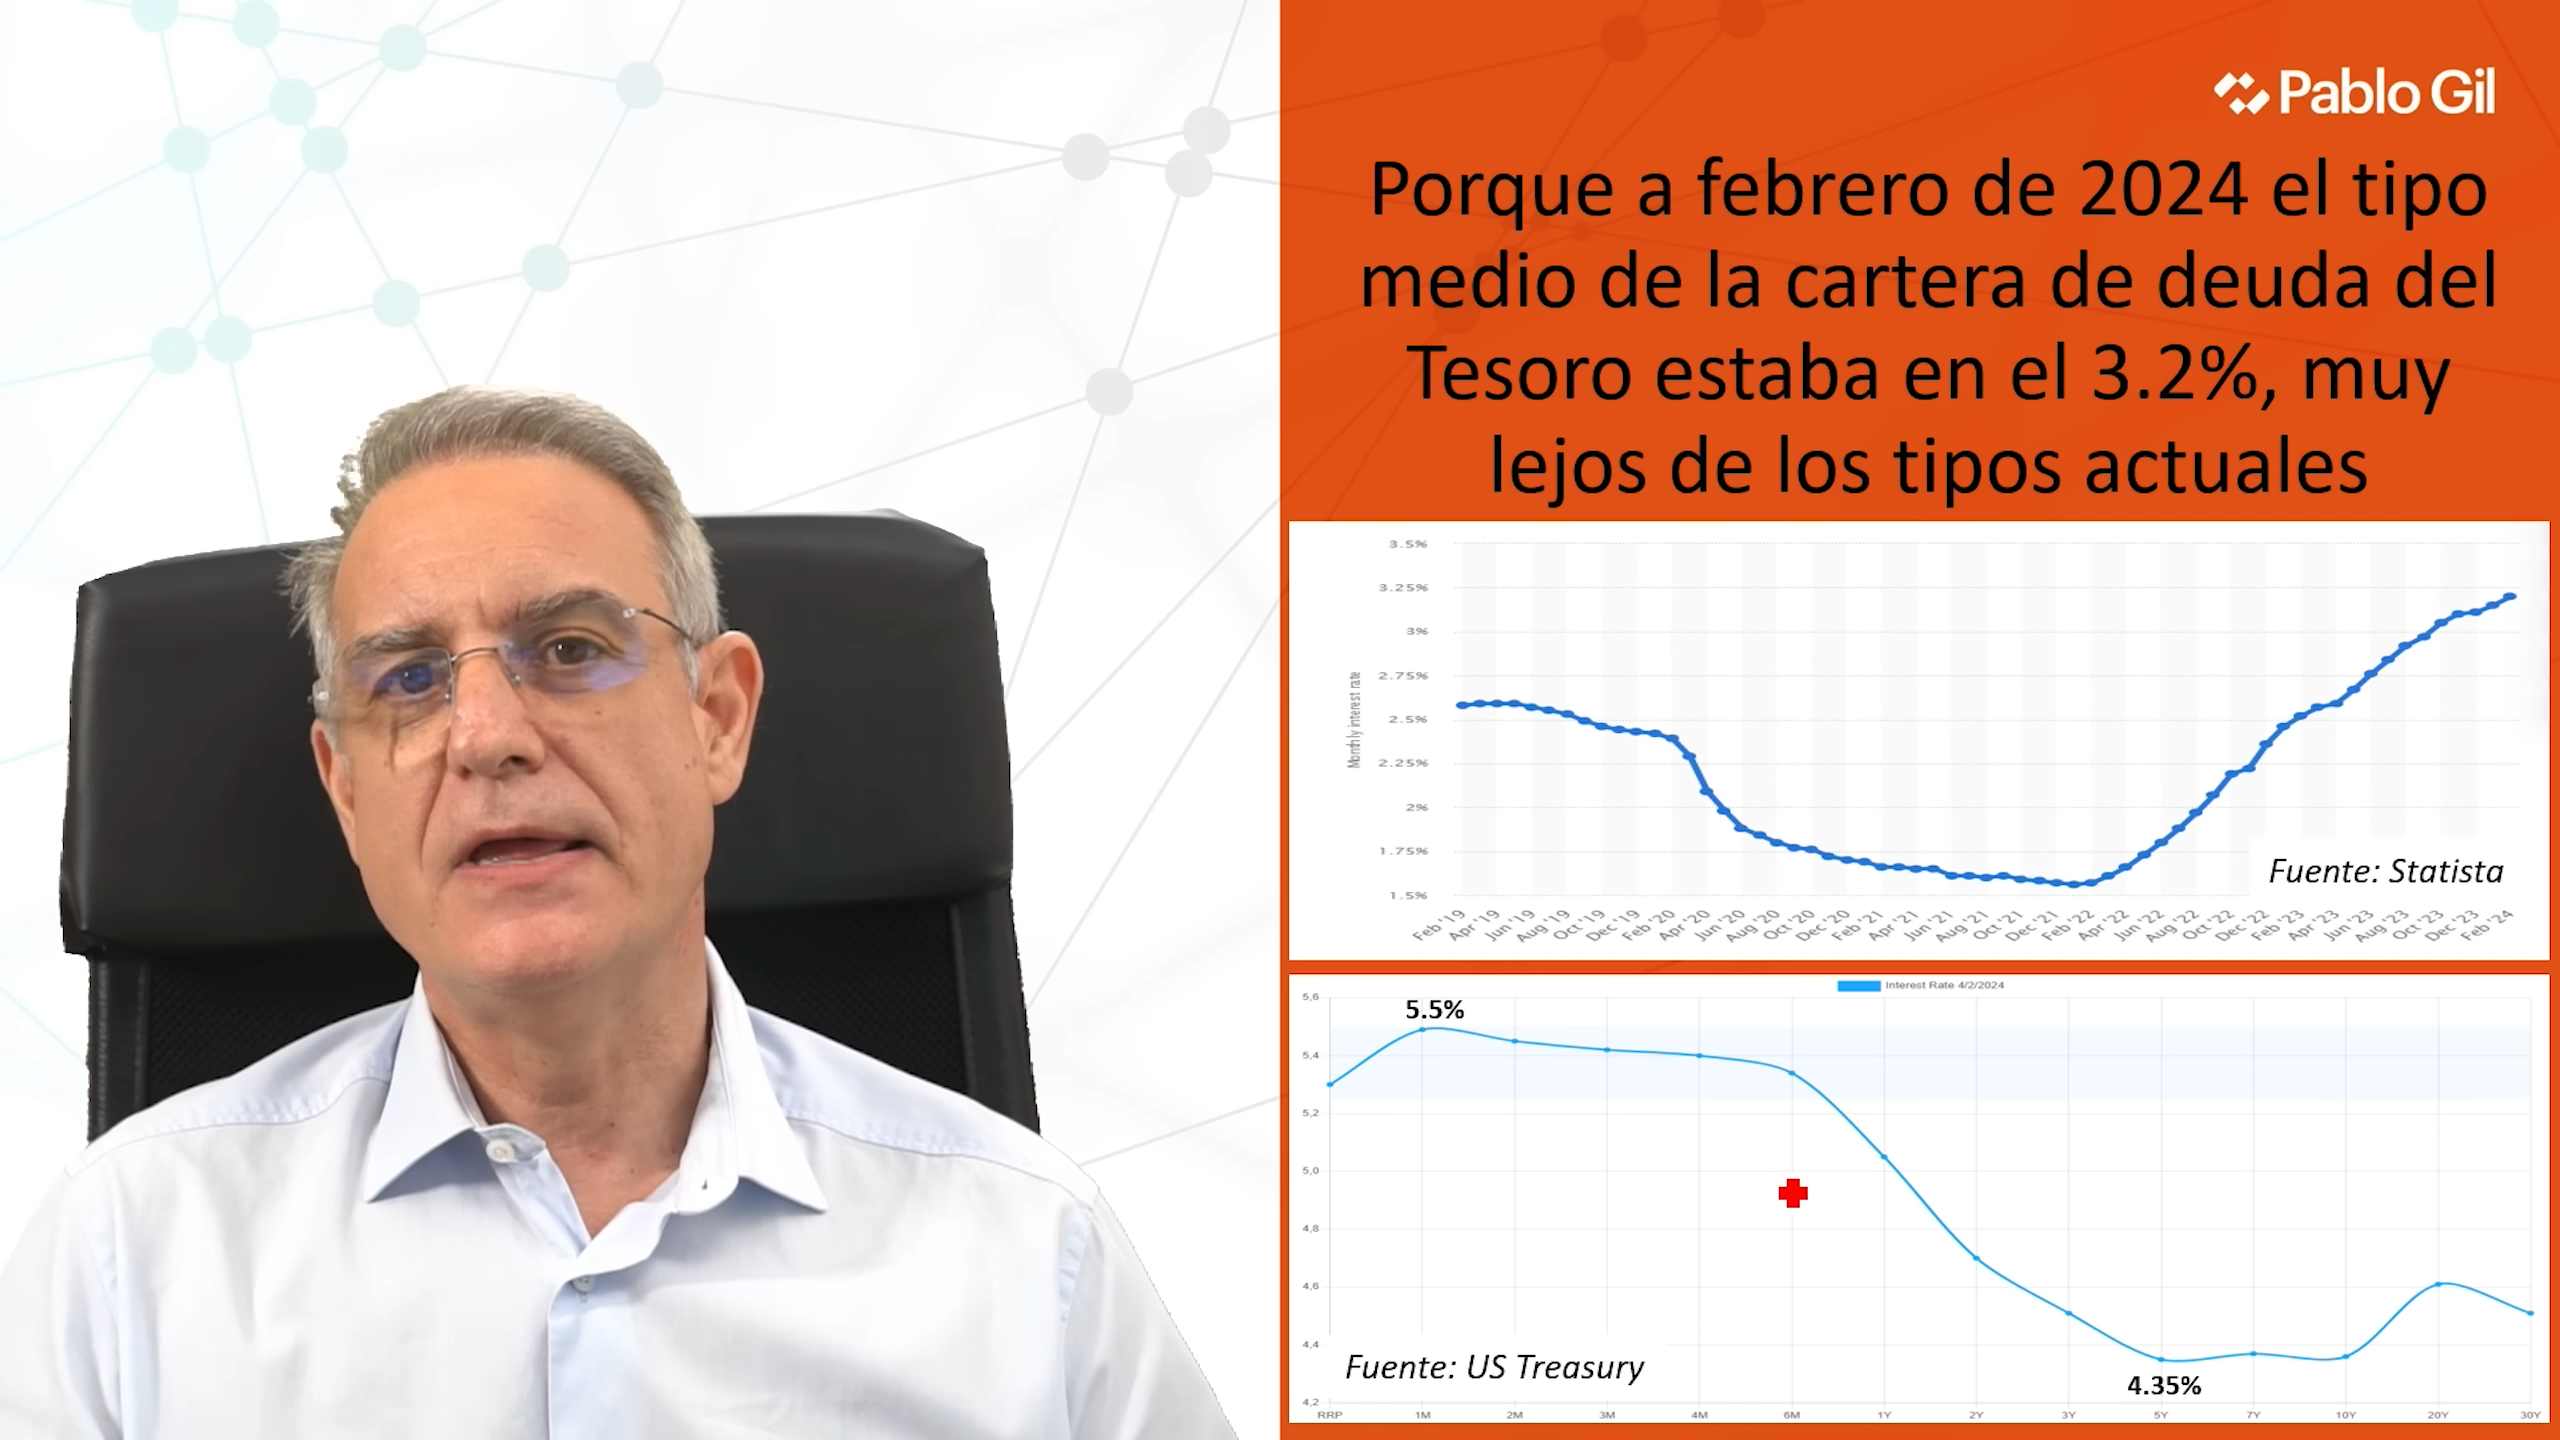 Pablo Gil
Porque a febrero de 2024 el tipo
medio de la cartera de deuda del
Tesoro estaba en el 3.2%, muy
lejos de los tipos actuales
3.5%
3.25%
3%
2.75%
2.5%
2.25%
2%
1.75%
1.5%
Monthly interest rate
Feb '19
Apr '19
Jun '19
Aug '19
Oct '19
Dec '19
Feb '20
Apr '20
Jun '20
Aug '20
Oct '20
Dec '20
Feb '21
Apr '21
Jun '21
Aug '21
Oct '21
Dec '21
Feb '22
Apr '22
Jun '22
Aug '22
Oct '22
Dec '22
Feb '23
Apr '23
Jun '23
Aug '23
Oct '23
Dec '23
Feb '24
Fuente: Statista
Interest Rate 4/2/2024
5,6
5,4
5,2
5,0
4,8
4,6
4,4
4,2
5.5%
4.35%
Fuente: US Treasury
RRP 1M 2M 3M 4M 6M 1Y 2Y 3Y 5Y 7Y 10Y 20Y 30Y